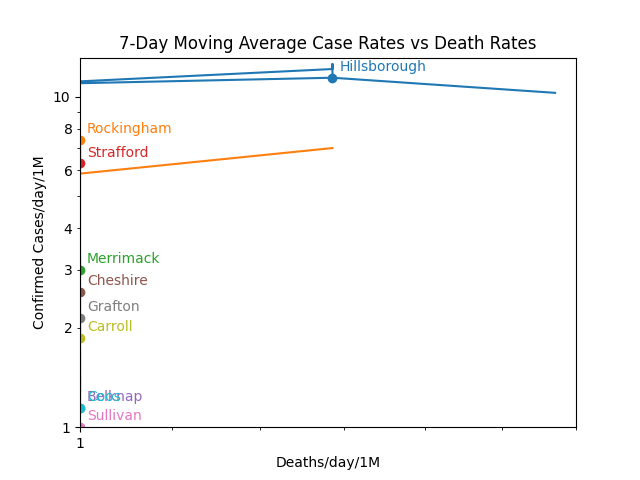 7-Day Moving Average Case Rates vs Death Rates
Hillsborough
10
Rockingham
8
Strafford
6
4
Merrimack
3
Cheshire
Grafton
2
Carroll
Belknap
Coos
Sullivan
1
1
Deaths/day/1M
Confirmed Cases/day/1M